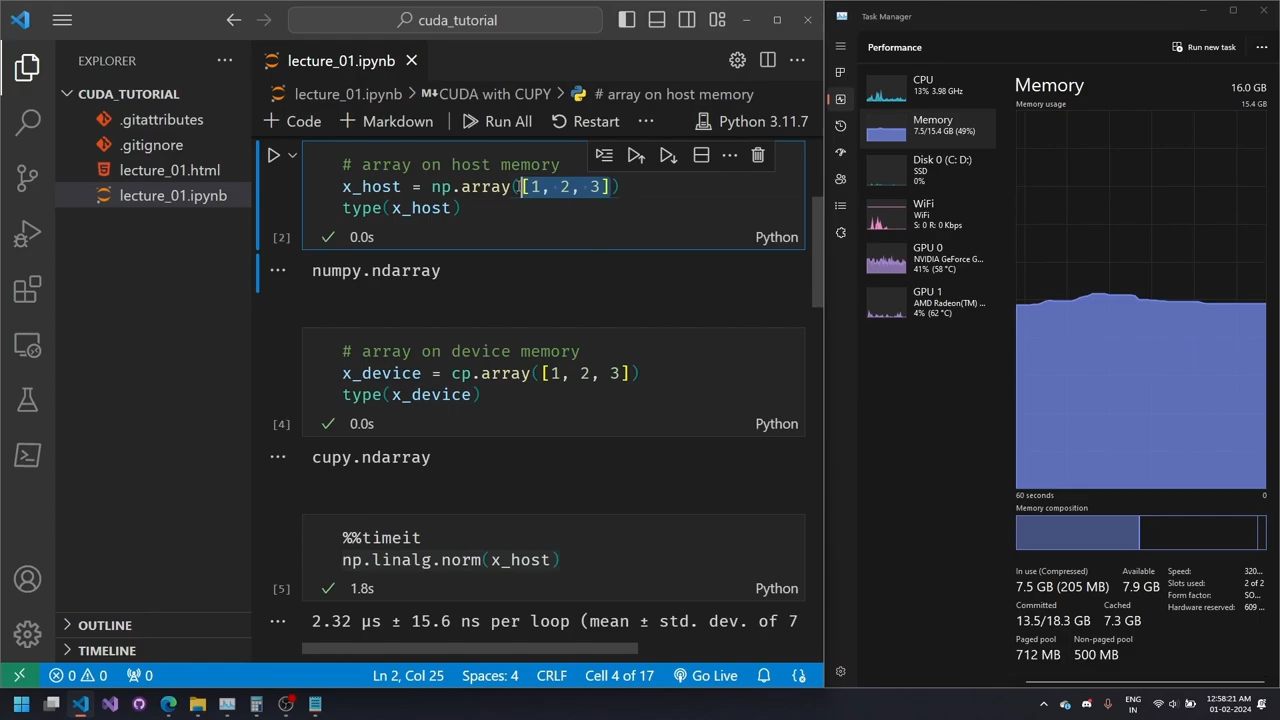 cuda_tutorial
EXPLORER
CUDA_TUTORIAL
.gitattributes
.gitignore
lecture_01.html
lecture_01.ipynb
OUTLINE
TIMELINE
lecture_01.ipynb
lecture_01.ipynb > M↓CUDA with CUPY > # array on host memory
+ Code + Markdown Run All Restart ... Python 3.11.7
# array on host memory
x_host = np.array([1, 2, 3])
type(x_host)
[2] 0.0s Python
... numpy.ndarray
# array on device memory
x_device = cp.array([1, 2, 3])
type(x_device)
[4] 0.0s Python
... cupy.ndarray
%%timeit
np.linalg.norm(x_host)
[5] 1.8s Python
... 2.32 µs ± 15.6 ns per loop (mean ± std. dev. of 7
0 0 0 Ln 2, Col 25 Spaces: 4 CRLF Cell 4 of 17 Go Live
Task Manager
Performance
Run new task
CPU
13% 3.98 GHz
Memory
7.5/15.4 GB (49%)
Disk 0 (C: D:)
SSD
0%
WiFi
WiFi
S: 0 R: 0 Kbps
GPU 0
NVIDIA GeForce G...
41% (58 °C)
GPU 1
AMD Radeon(TM) ...
4% (62 °C)
Memory 16.0 GB
Memory usage 15.4 GB
60 seconds 0
Memory composition
In use (Compressed) Available
7.5 GB (205 MB) 7.9 GB
Committed Cached
13.5/18.3 GB 7.3 GB
Paged pool Non-paged pool
712 MB 500 MB
Speed: 320...
Slots used: 2 of 2
Form factor: SO...
Hardware reserved: 609 ...
ENG
IN
12:58:21 AM
01-02-2024